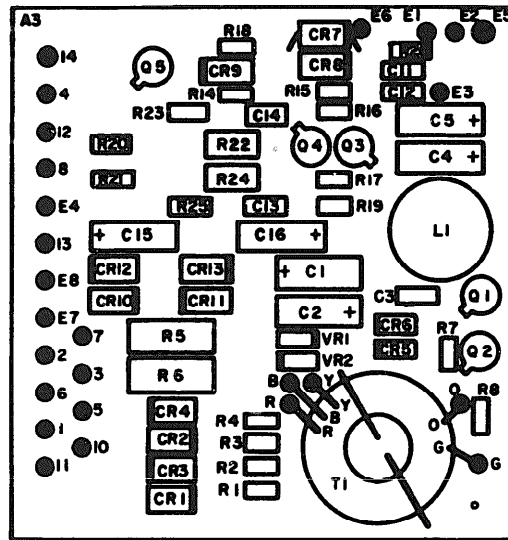 A3
E6
E1
E2
E5
R18
CR7
14
Q5
CR9
CR8
C11
4
R14
R15
C12
E3
R23
C14
R16
C5 +
12
R20
R22
Q4
Q3
C4 +
8
R21
R24
R17
E4
R25
C13
R19
L1
13
+ C15
C16 +
E8
CR12
CR13
+ C1
CR10
CR11
C3
Q1
E7
C2 +
CR6
7
R5
VR1
R7
2
CR5
Q2
VR2
3
R6
B
Y
6
R
Y
O
R8
5
CR4
B
R4
R
O
1
CR2
R3
G
10
11
CR3
R2
G
T1
CR1
R1